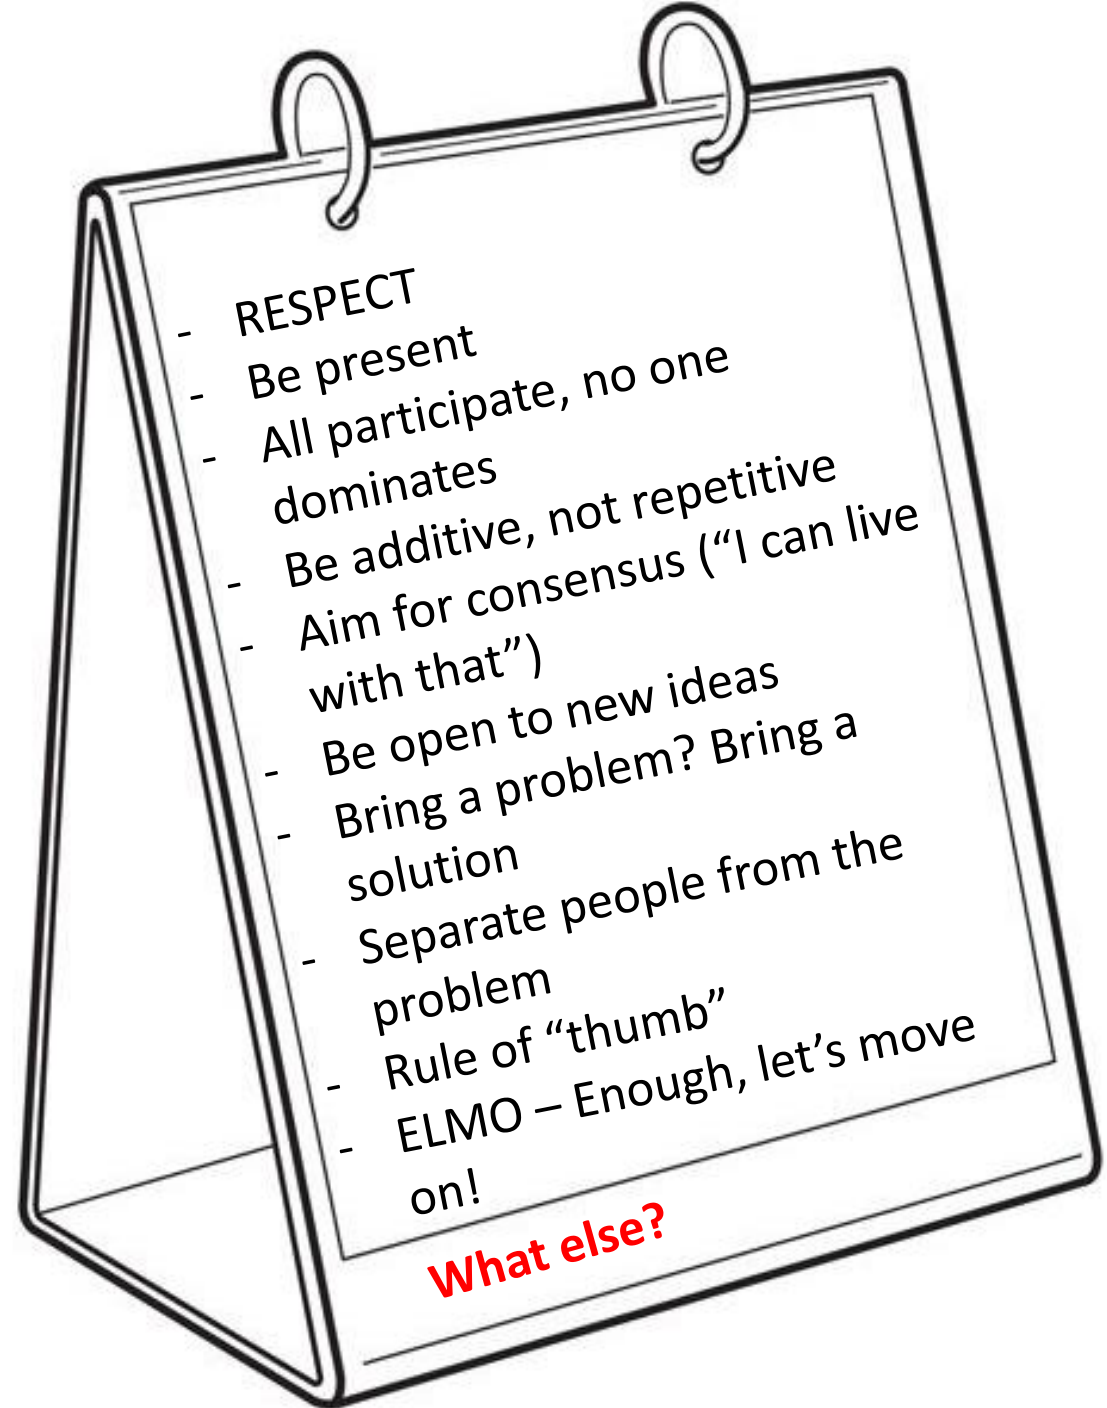 - RESPECT
- Be present
- All participate, no one
dominates
- Be additive, not repetitive
- Aim for consensus (“I can live
with that”)
- Be open to new ideas
- Bring a problem? Bring a
solution
- Separate people from the
problem
- Rule of “thumb”
- ELMO – Enough, let’s move
on!
What else?